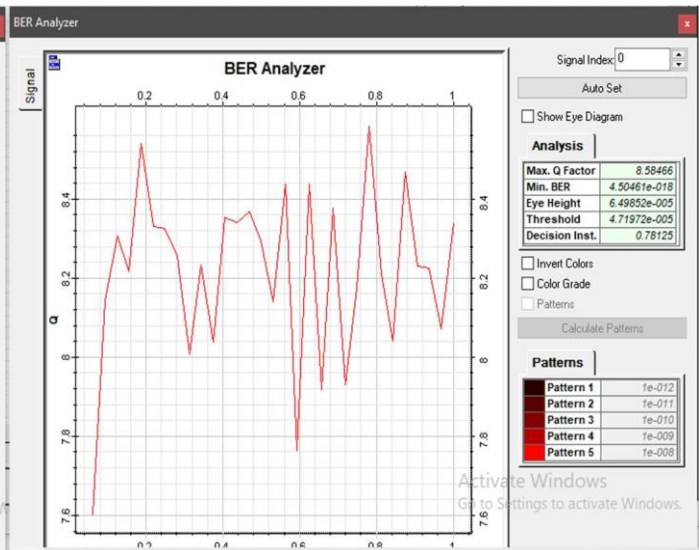 BER Analyzer
x
Signal
BER Analyzer
0.2 0.4 0.6 0.8 1
8.4 8.4
8.2 8.2
Q
8 8
7.8 7.8
7.6 7.6
0.2 0.4 0.6 0.8 1
Signal Index: 0
Auto Set
Show Eye Diagram
Analysis
Max. Q Factor 8.58466
Min. BER 4.50461e-018
Eye Height 6.49852e-005
Threshold 4.71972e-005
Decision Inst. 0.78125
Invert Colors
Color Grade
Patterns
Calculate Patterns
Patterns
Pattern 1 1e-012
Pattern 2 1e-011
Pattern 3 1e-010
Pattern 4 1e-009
Pattern 5 1e-008
Activate Windows
Go to Settings to activate Windows.